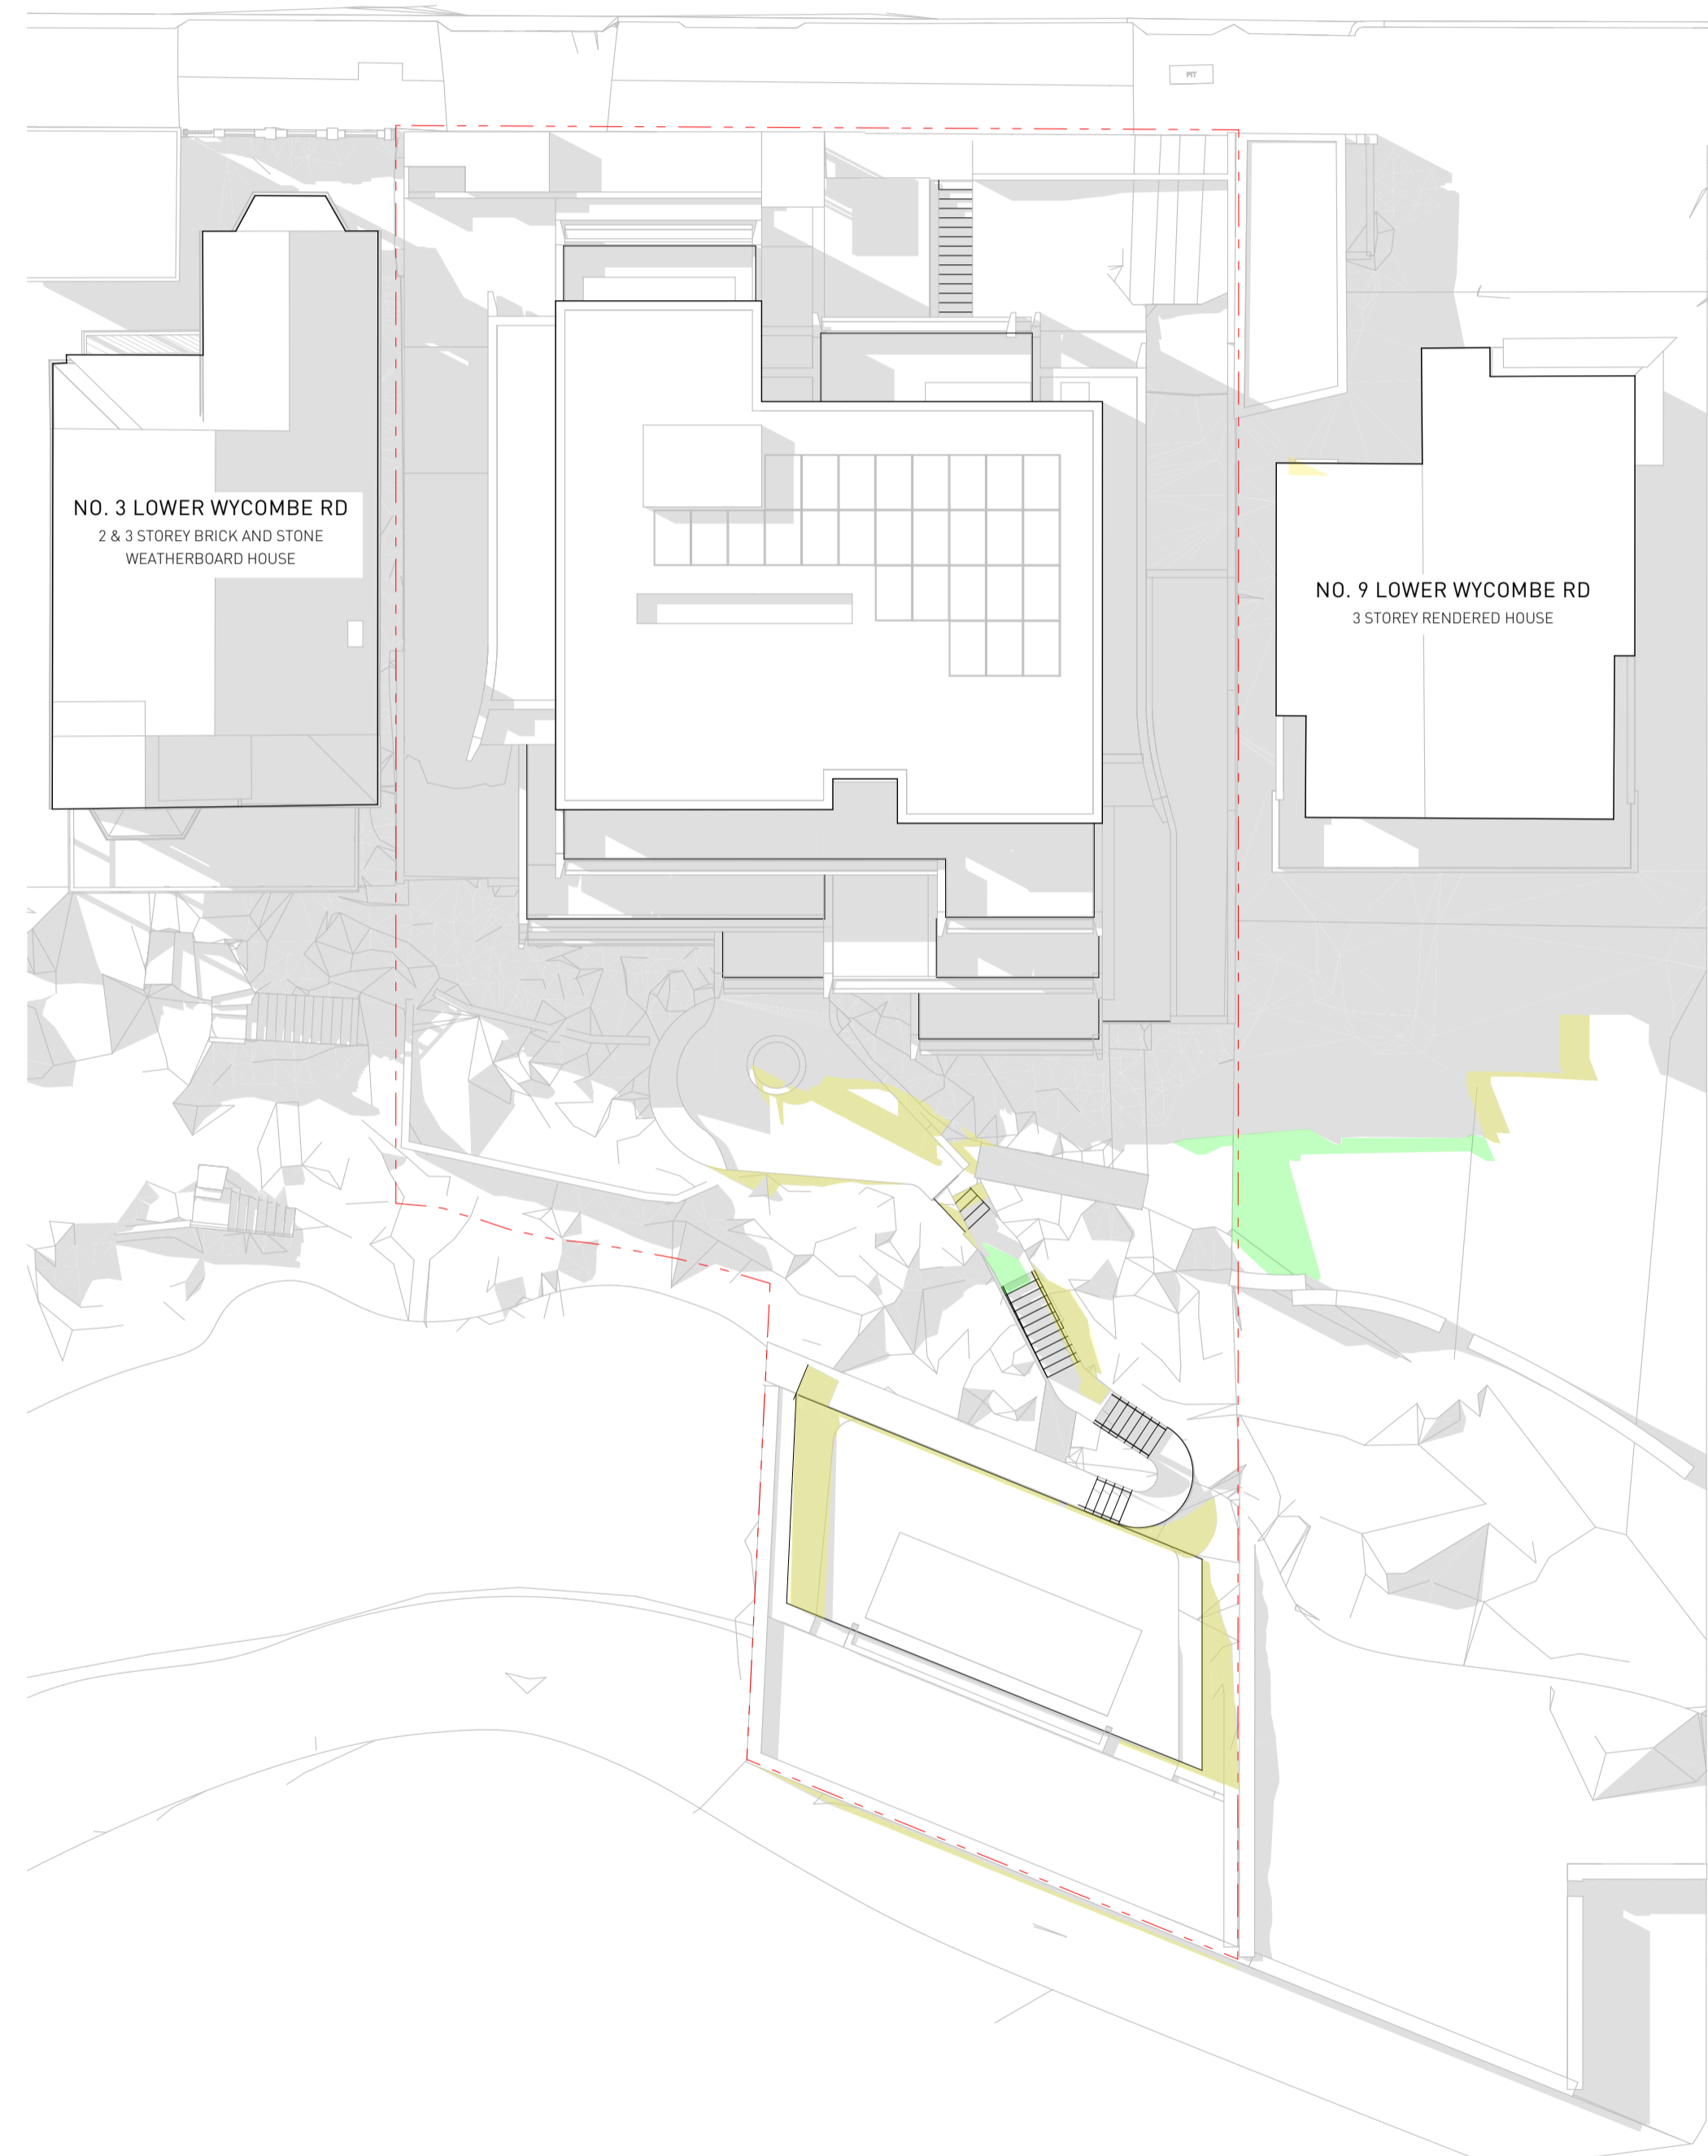 PIT
NO. 3 LOWER WYCOMBE RD
2 & 3 STOREY BRICK AND STONE
WEATHERBOARD HOUSE
NO. 9 LOWER WYCOMBE RD
3 STOREY RENDERED HOUSE